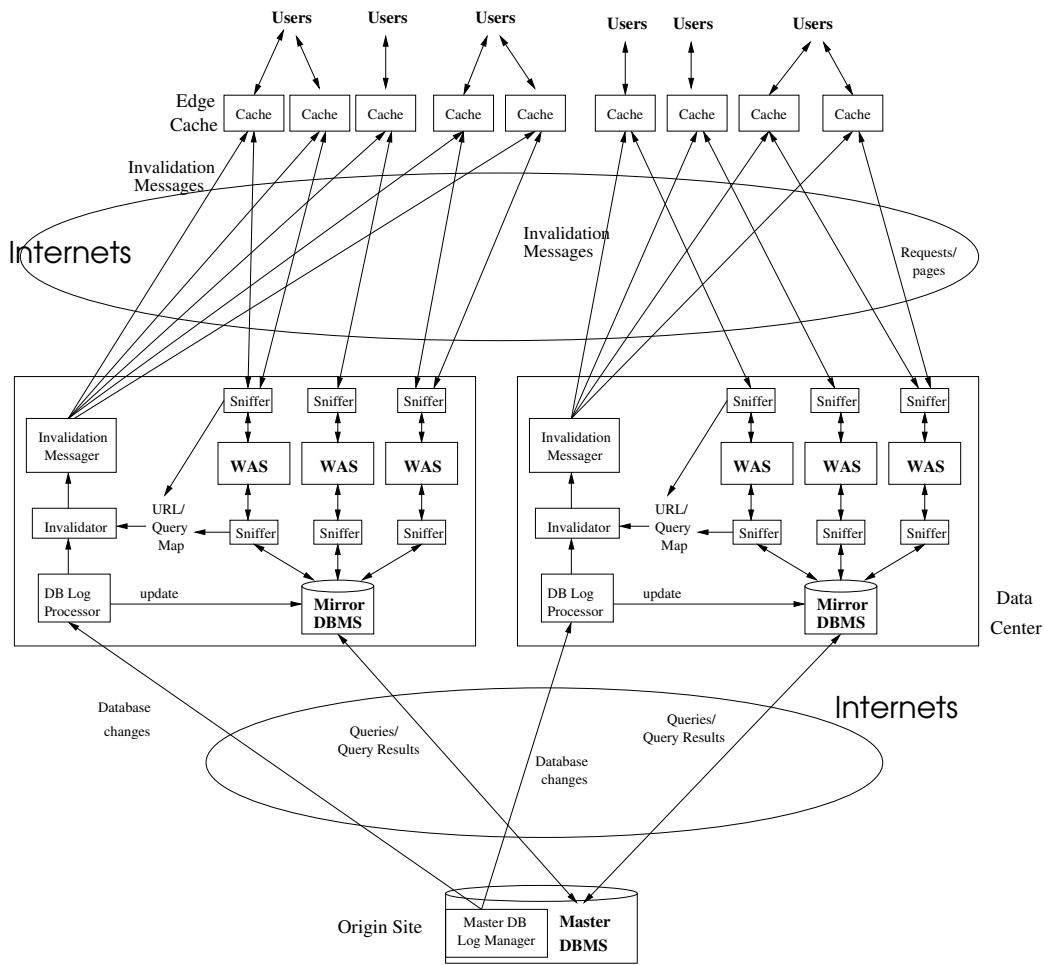 Users Users Users Users Users Users
Edge
Cache
Cache Cache Cache Cache Cache Cache Cache Cache Cache
Invalidation
Messages
Invalidation
Messages
Internets
Requests/
pages
Sniffer Sniffer Sniffer
Invalidation
Messager
WAS WAS WAS
URL/
Query
Map
Invalidator
Sniffer Sniffer Sniffer
DB Log
Processor
update
Mirror
DBMS
Sniffer Sniffer Sniffer
Invalidation
Messager
WAS WAS WAS
URL/
Query
Map
Invalidator
Sniffer Sniffer Sniffer
DB Log
Processor
update
Mirror
DBMS
Data
Center
Database
changes
Queries/
Query Results
Database
changes
Queries/
Query Results
Internets
Origin Site
Master DB
Log Manager
Master
DBMS